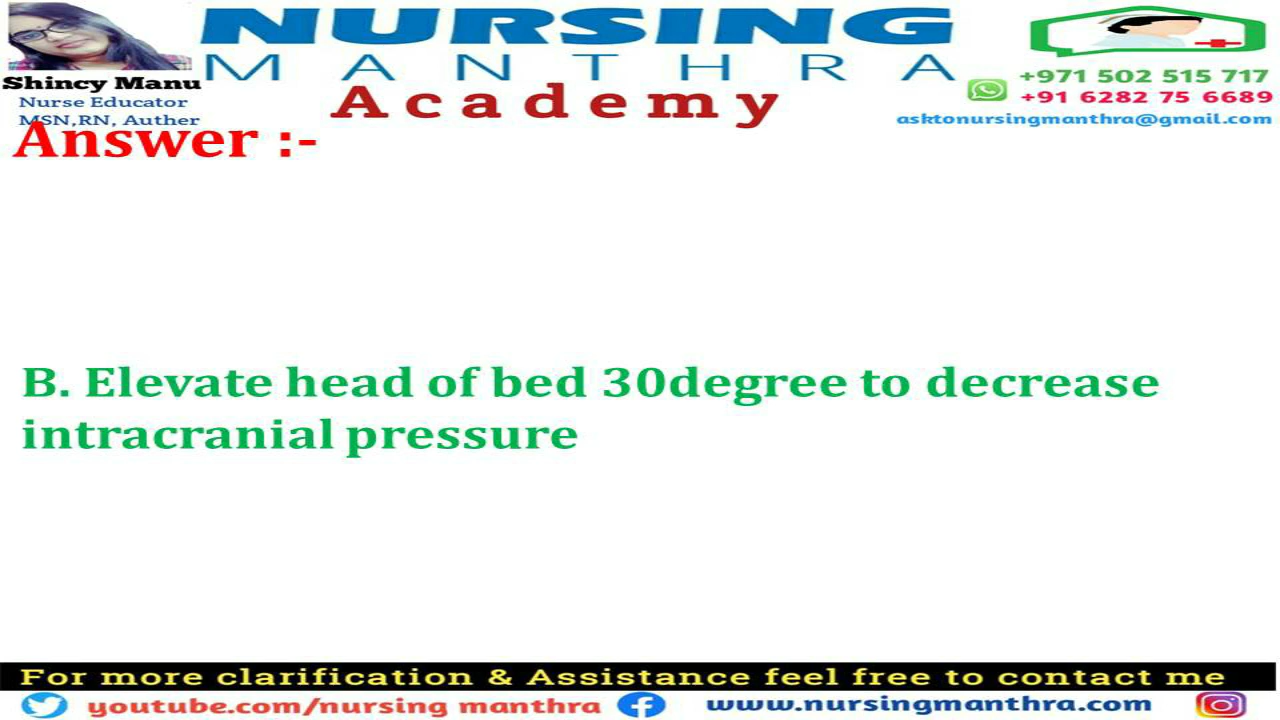 NURSING
MANTHRA
Academy
Shincy Manu
Nurse Educator
MSN,RN, Auther
+971 502 515 717
+91 6282 75 6689
asktonursingmanthra@gmail.com
Answer :-
B. Elevate head of bed 30degree to decrease
intracranial pressure
For more clarification & Assistance feel free to contact me
youtube.com/nursing manthra
www.nursingmanthra.com